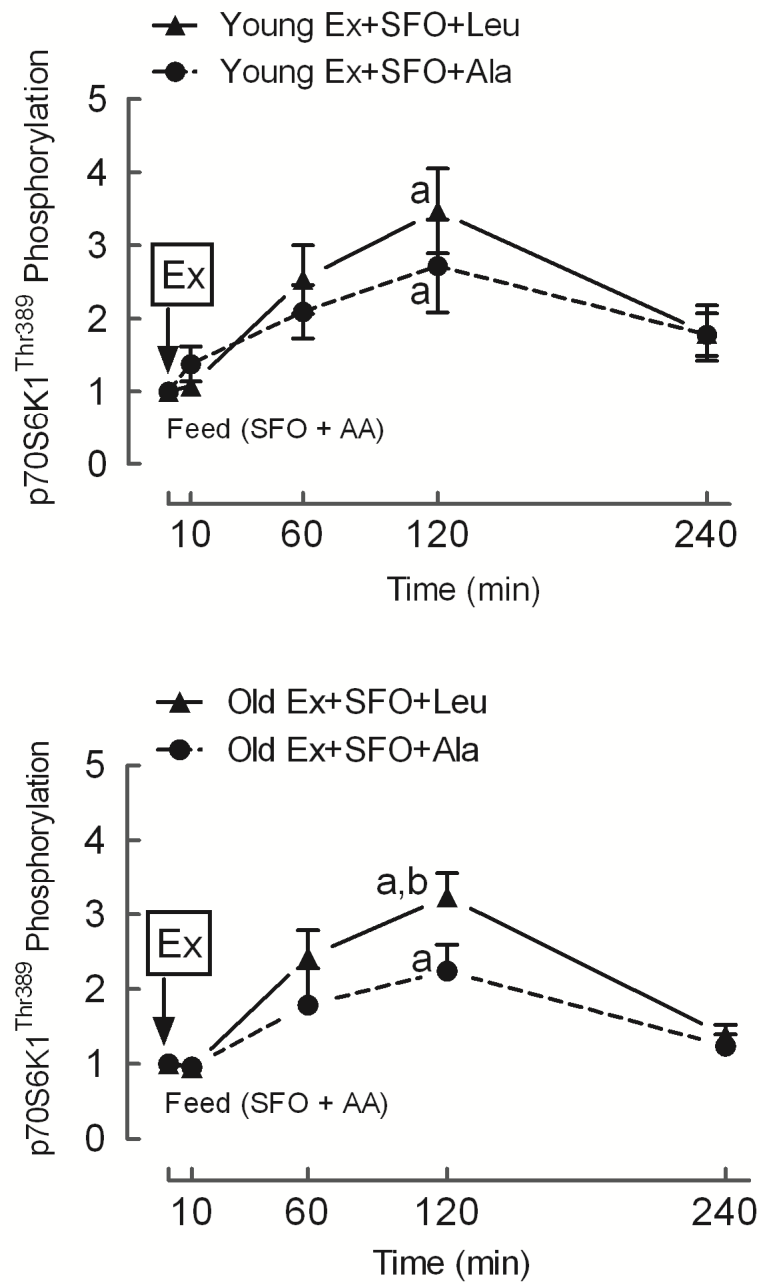 Young Ex+SFO+Leu
Young Ex+SFO+Ala
p70S6K1Thr389 Phosphorylation
5
4
3
2
1
0
Ex
a
a
Feed (SFO + AA)
10 60 120 240
Time (min)
Old Ex+SFO+Leu
Old Ex+SFO+Ala
p70S6K1Thr389 Phosphorylation
5
4
3
2
1
0
Ex
a,b
a
Feed (SFO + AA)
10 60 120 240
Time (min)